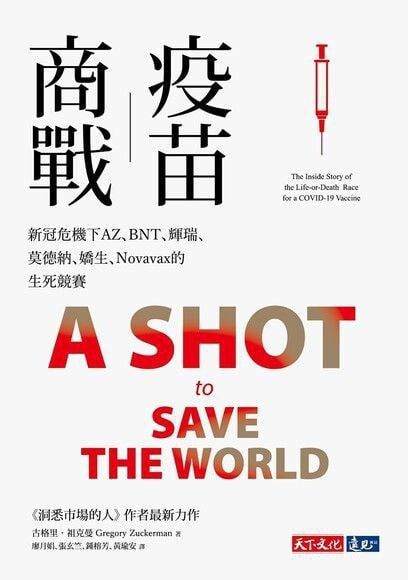 疫苗
商戰
The Inside Story of
the Life-or-Death Race
for a COVID-19 Vaccine
新冠危機下AZ、BNT、輝瑞、
莫德納、嬌生、Novavax的
生死競賽
A SHOT
to
SAVE
THE WORLD
《洞悉市場的人》作者最新力作
古格里．祖克曼 Gregory Zuckerman 著
廖月娟、張玄竺、鍾榕芳、黃瑜安 譯
天下文化 遠見